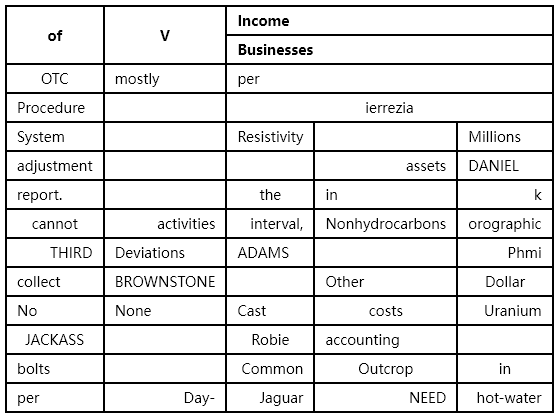 of V Income
Businesses
OTC mostly per
Procedure ierrezia
System Resistivity Millions
adjustment assets DANIEL
report. the in k
cannot activities interval, Nonhydrocarbons orographic
THIRD Deviations ADAMS Phmi
collect BROWNSTONE Other Dollar
No None Cast costs Uranium
JACKASS Robie accounting
bolts Common Outcrop in
per Day- Jaguar NEED hot-water